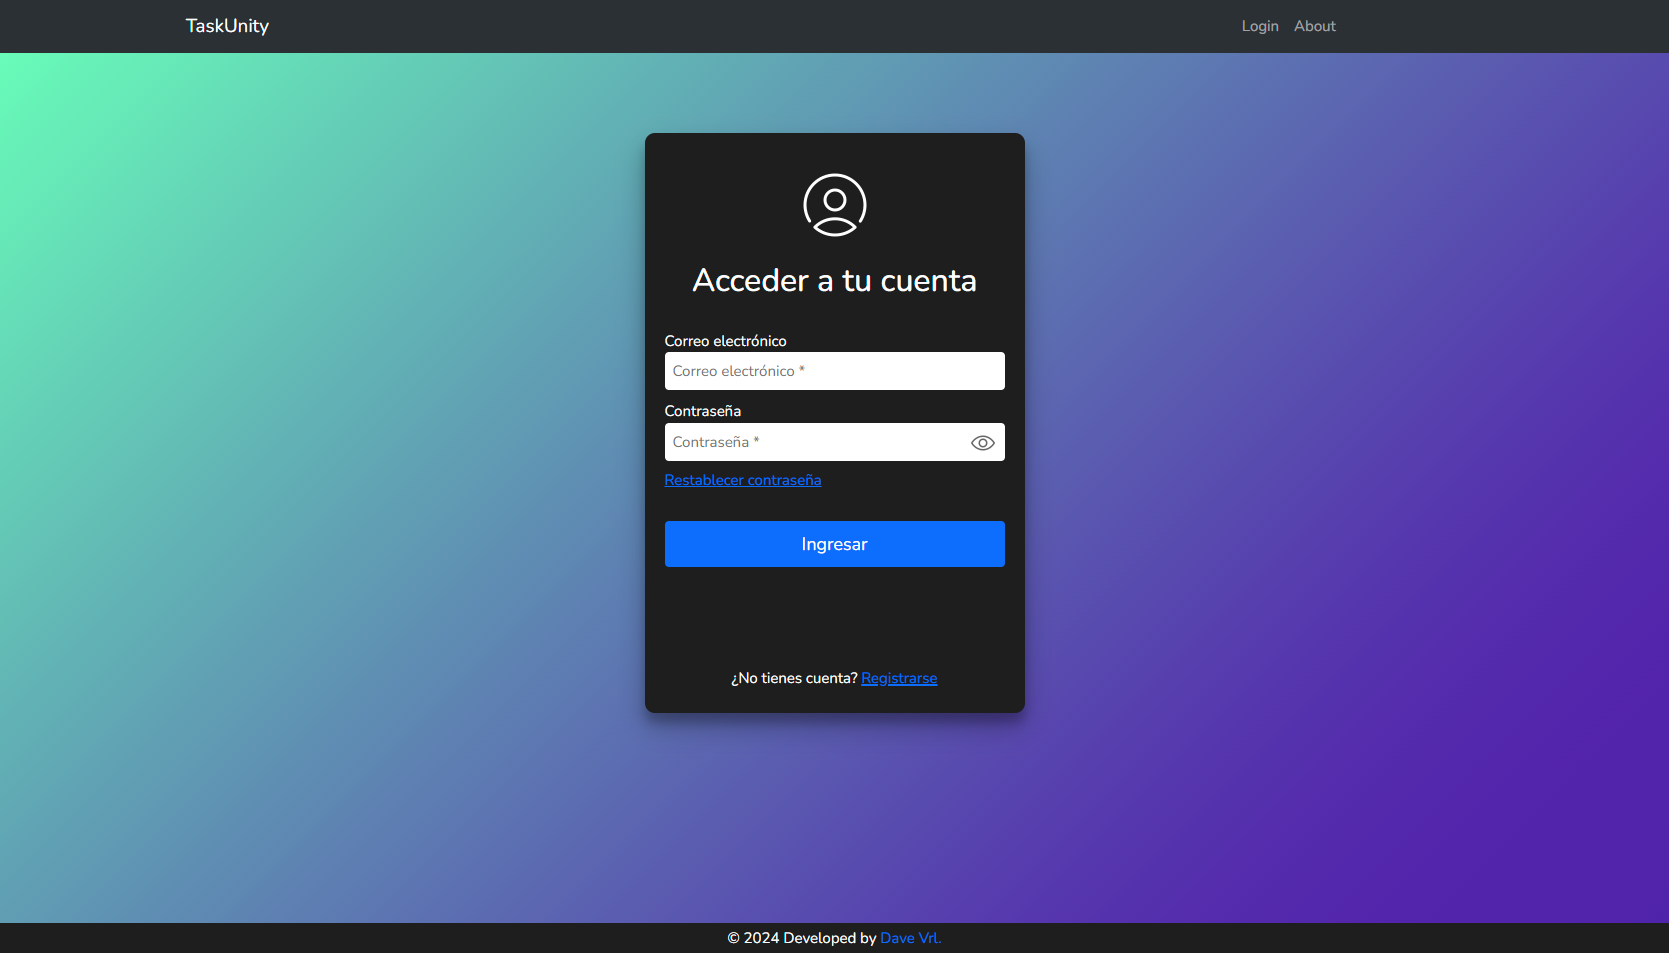 TaskUnity
Login About
Acceder a tu cuenta
Correo electrónico
Correo electrónico *
Contraseña
Contraseña *
Restablecer contraseña
Ingresar
¿No tienes cuenta? Registrarse
© 2024 Developed by Dave Vrl.